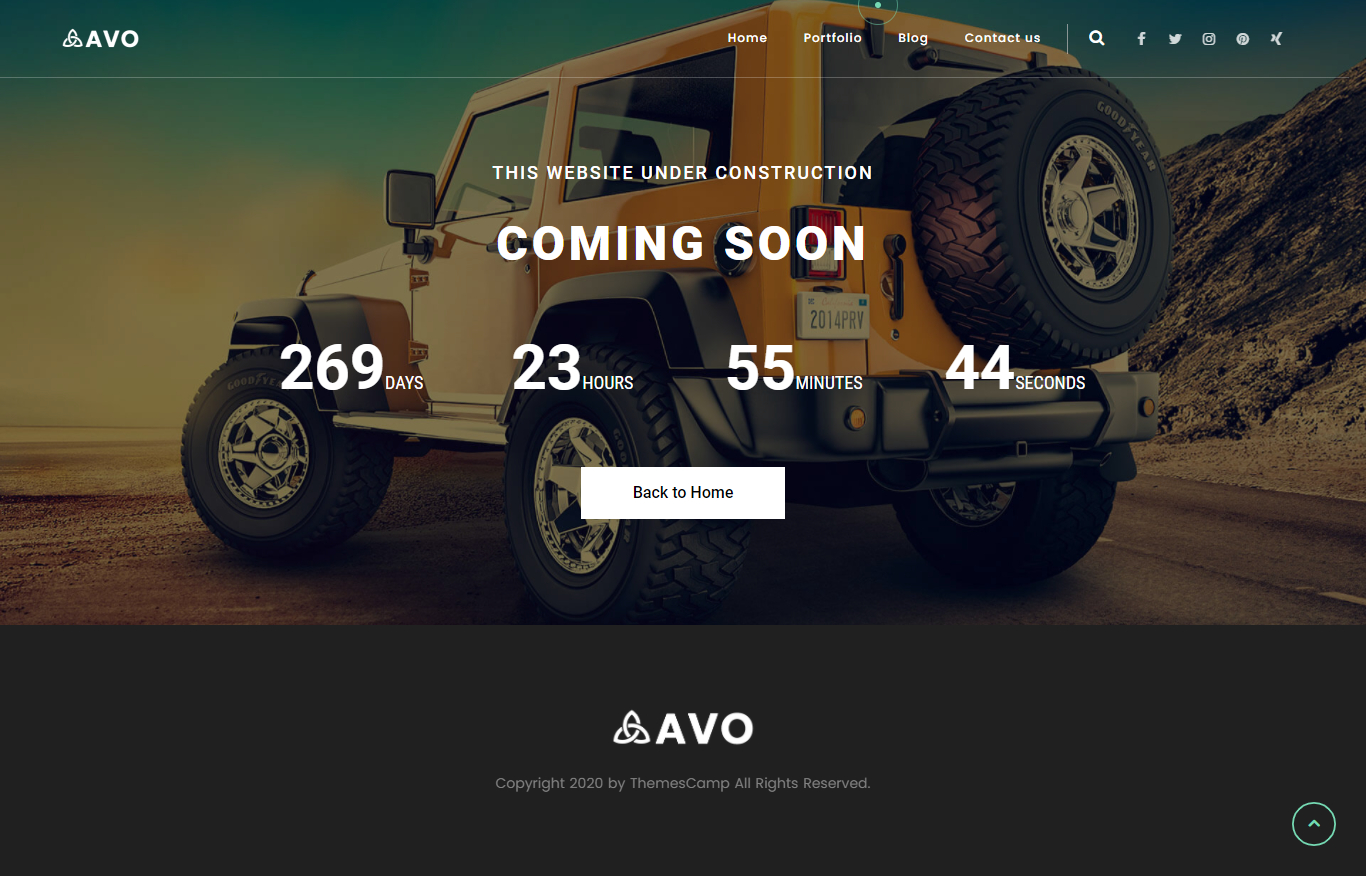 AVO
Home Portfolio Blog Contact us
THIS WEBSITE UNDER CONSTRUCTION
COMING SOON
GOODYEAR
2014PRV
269DAYS 23HOURS 55MINUTES 44SECONDS
GOODYEAR
Back to Home
AVO
Copyright 2020 by ThemesCamp All Rights Reserved.